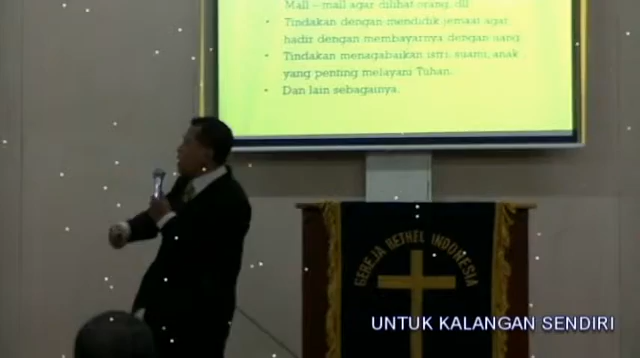 Mall – mall agar dilihat orang, dll
• Tindakan dengan mendidik jemaat agar
hadir dengan membayarnya dengan uang.
• Tindakan menagabaikan istri, suami, anak
yang penting melayani Tuhan.
• Dan lain sebagainya.
GEREJA BETHEL INDONESIA
UNTUK KALANGAN SENDIRI